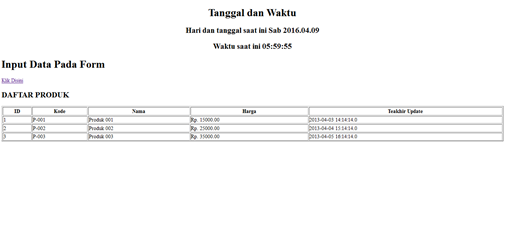 Tanggal dan Waktu
Hari dan tanggal saat ini Sab 2016.04.09
Waktu saat ini 05:59:55
Input Data Pada Form
Klik Disini
DAFTAR PRODUK
ID Kode Nama Harga Teakhir Update
1 P-001 Produk 001 Rp. 15000.00 2013-04-03 14:14:14.0
2 P-002 Produk 002 Rp. 25000.00 2013-04-04 15:14:14.0
3 P-003 Produk 003 Rp. 35000.00 2013-04-05 16:14:14.0